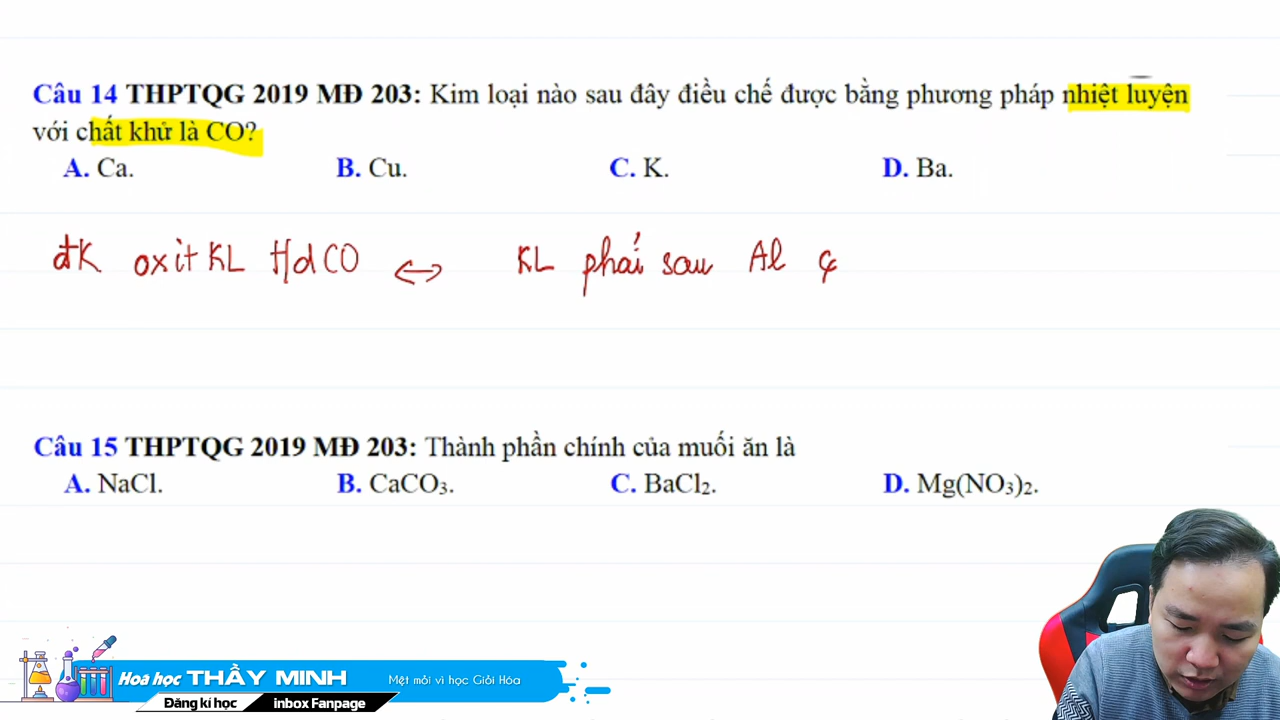 Câu 14 THPTQG 2019 MĐ 203: Kim loại nào sau đây điều chế được bằng phương pháp nhiệt luyện
với chất khử là CO?
A. Ca. B. Cu. C. K. D. Ba.
đK oxit KL tđd CO ⇔ KL phải sau Al
Câu 15 THPTQG 2019 MĐ 203: Thành phần chính của muối ăn là
A. NaCl. B. CaCO₃. C. BaCl₂. D. Mg(NO₃)₂.
Hoá học THẦY MINH
Mệt mỏi vì học Giỏi Hóa
Đăng kí học inbox Fanpage